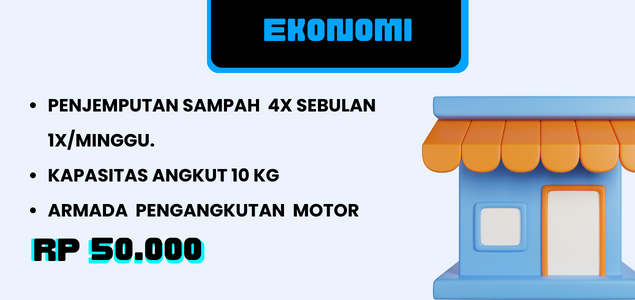 EKONOMI
• PENJEMPUTAN SAMPAH 4X SEBULAN
1X/MINGGU.
• KAPASITAS ANGKUT 10 KG
• ARMADA PENGANGKUTAN MOTOR
RP 50.000